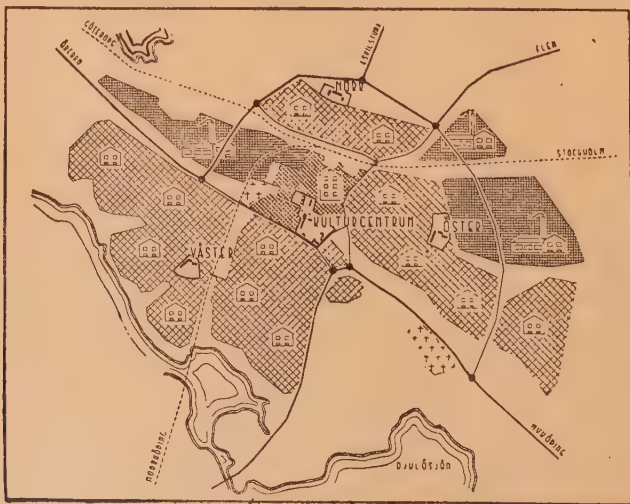 GÖTEBORG
ÖREBRO
ESKILSTUNA
FLEN
NORR
STOCKHOLM
KULTURCENTRUM
ÖSTER
VÄSTER
NORRKÖPING
NYKÖPING
DJULÖSJÖN